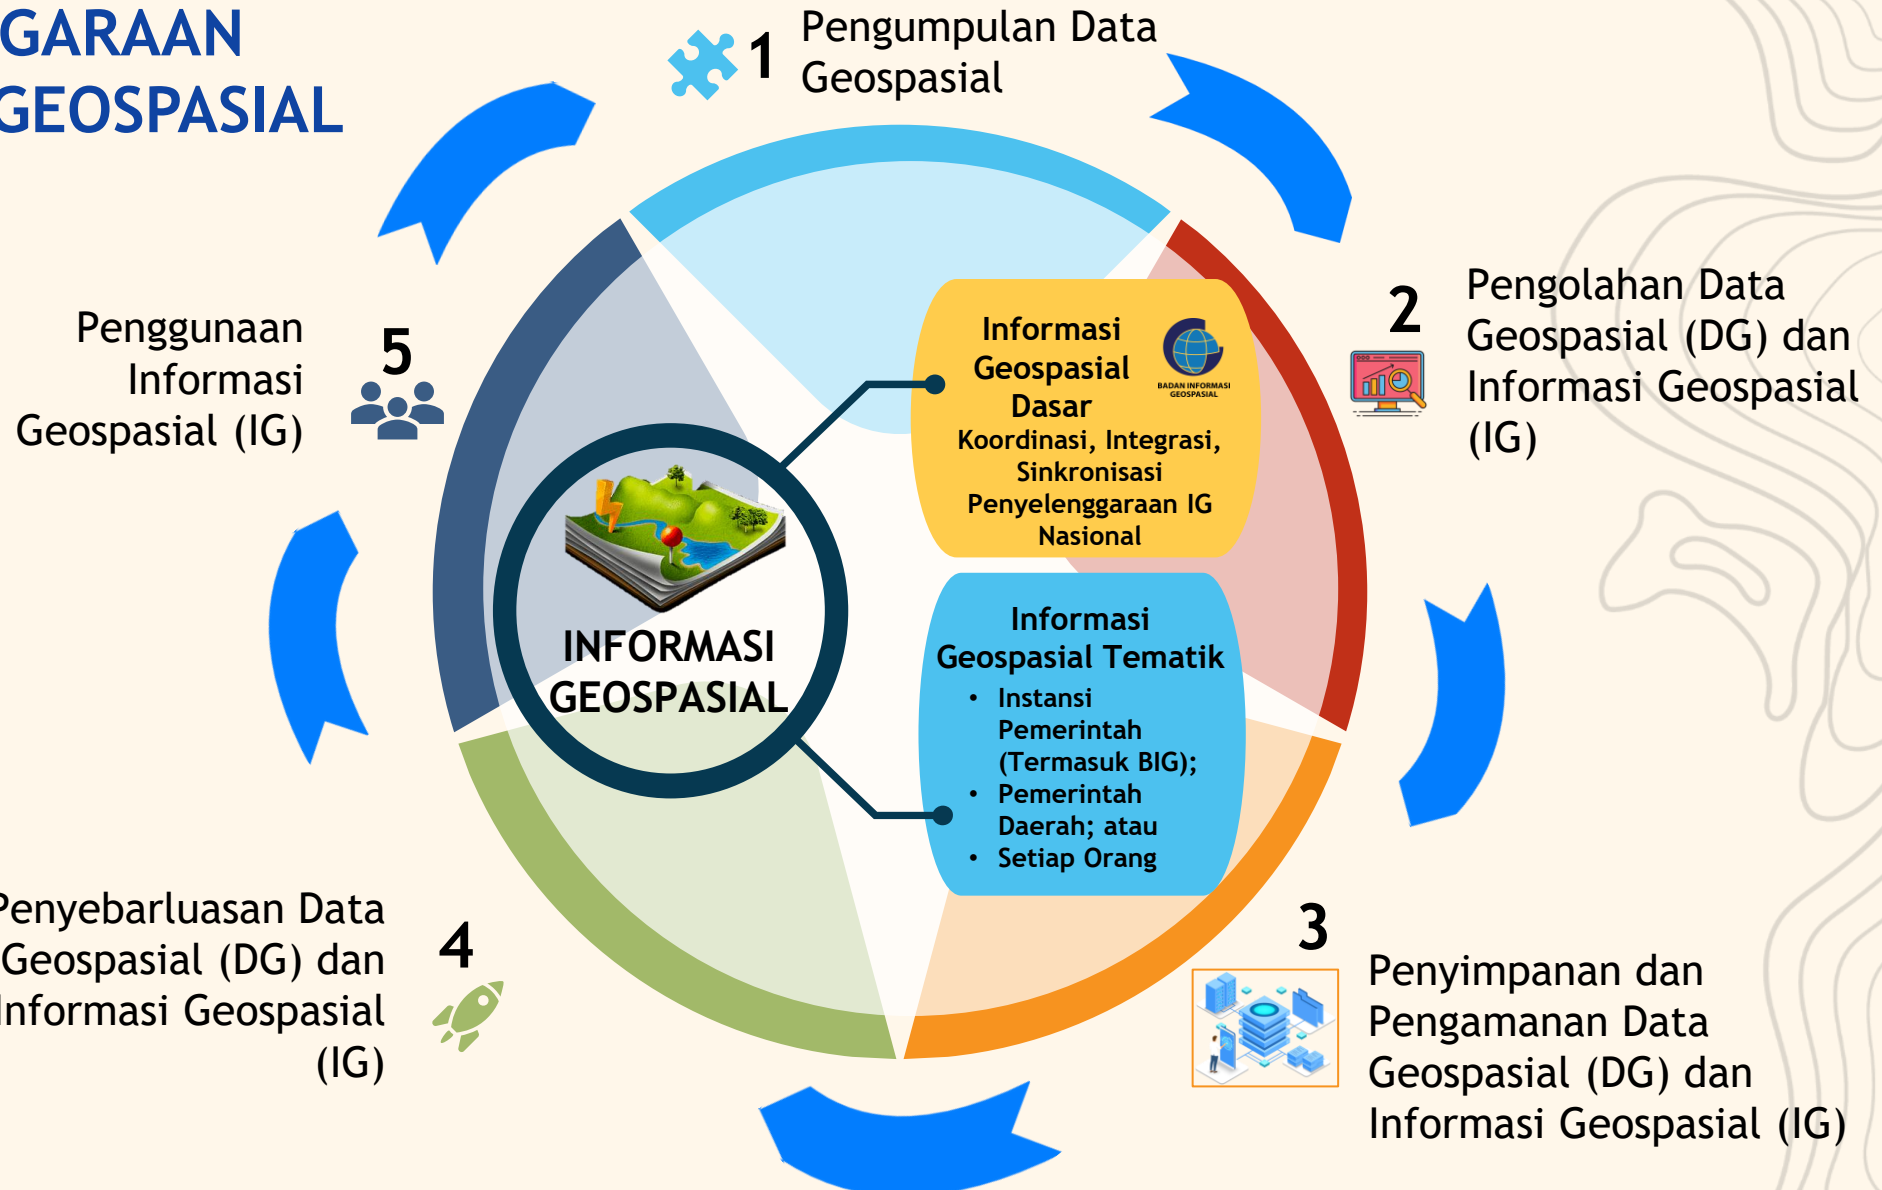 GARAAN
GEOSPASIAL
1
Pengumpulan Data
Geospasial
2
Pengolahan Data
Geospasial (DG) dan
Informasi Geospasial
(IG)
3
Penyimpanan dan
Pengamanan Data
Geospasial (DG) dan
Informasi Geospasial (IG)
4
Penyebarluasan Data
Geospasial (DG) dan
Informasi Geospasial
(IG)
5
Penggunaan
Informasi
Geospasial (IG)
INFORMASI
GEOSPASIAL
Informasi
Geospasial
Dasar
BADAN INFORMASI
GEOSPASIAL
Koordinasi, Integrasi,
Sinkronisasi
Penyelenggaraan IG
Nasional
Informasi
Geospasial Tematik
• Instansi
Pemerintah
(Termasuk BIG);
• Pemerintah
Daerah; atau
• Setiap Orang